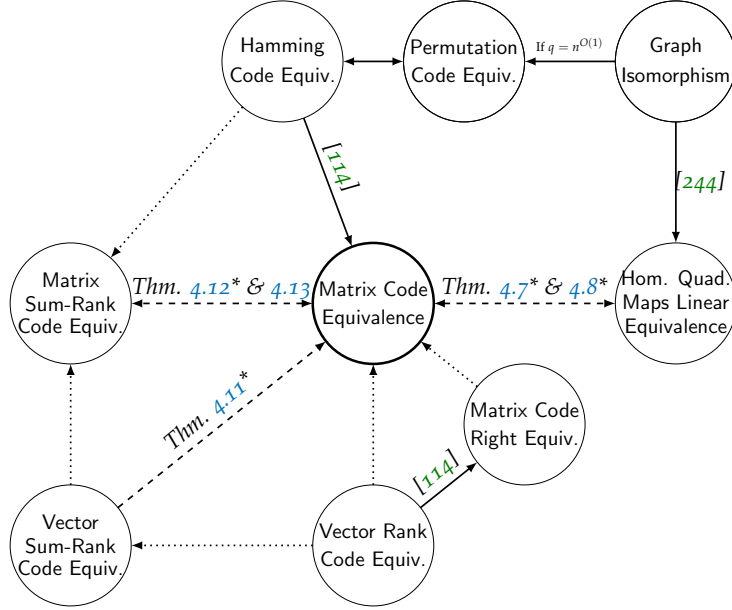 Hamming
Code Equiv.
Permutation
Code Equiv.
If q = n^{O(1)}
Graph
Isomorphism
[114]
[244]
Matrix
Sum-Rank
Code Equiv.
Thm. 4.12* & 4.13
Matrix Code
Equivalence
Thm. 4.7* & 4.8*
Hom. Quad.
Maps Linear
Equivalence
Thm. 4.11*
Matrix Code
Right Equiv.
[114]
Vector
Sum-Rank
Code Equiv.
Vector Rank
Code Equiv.